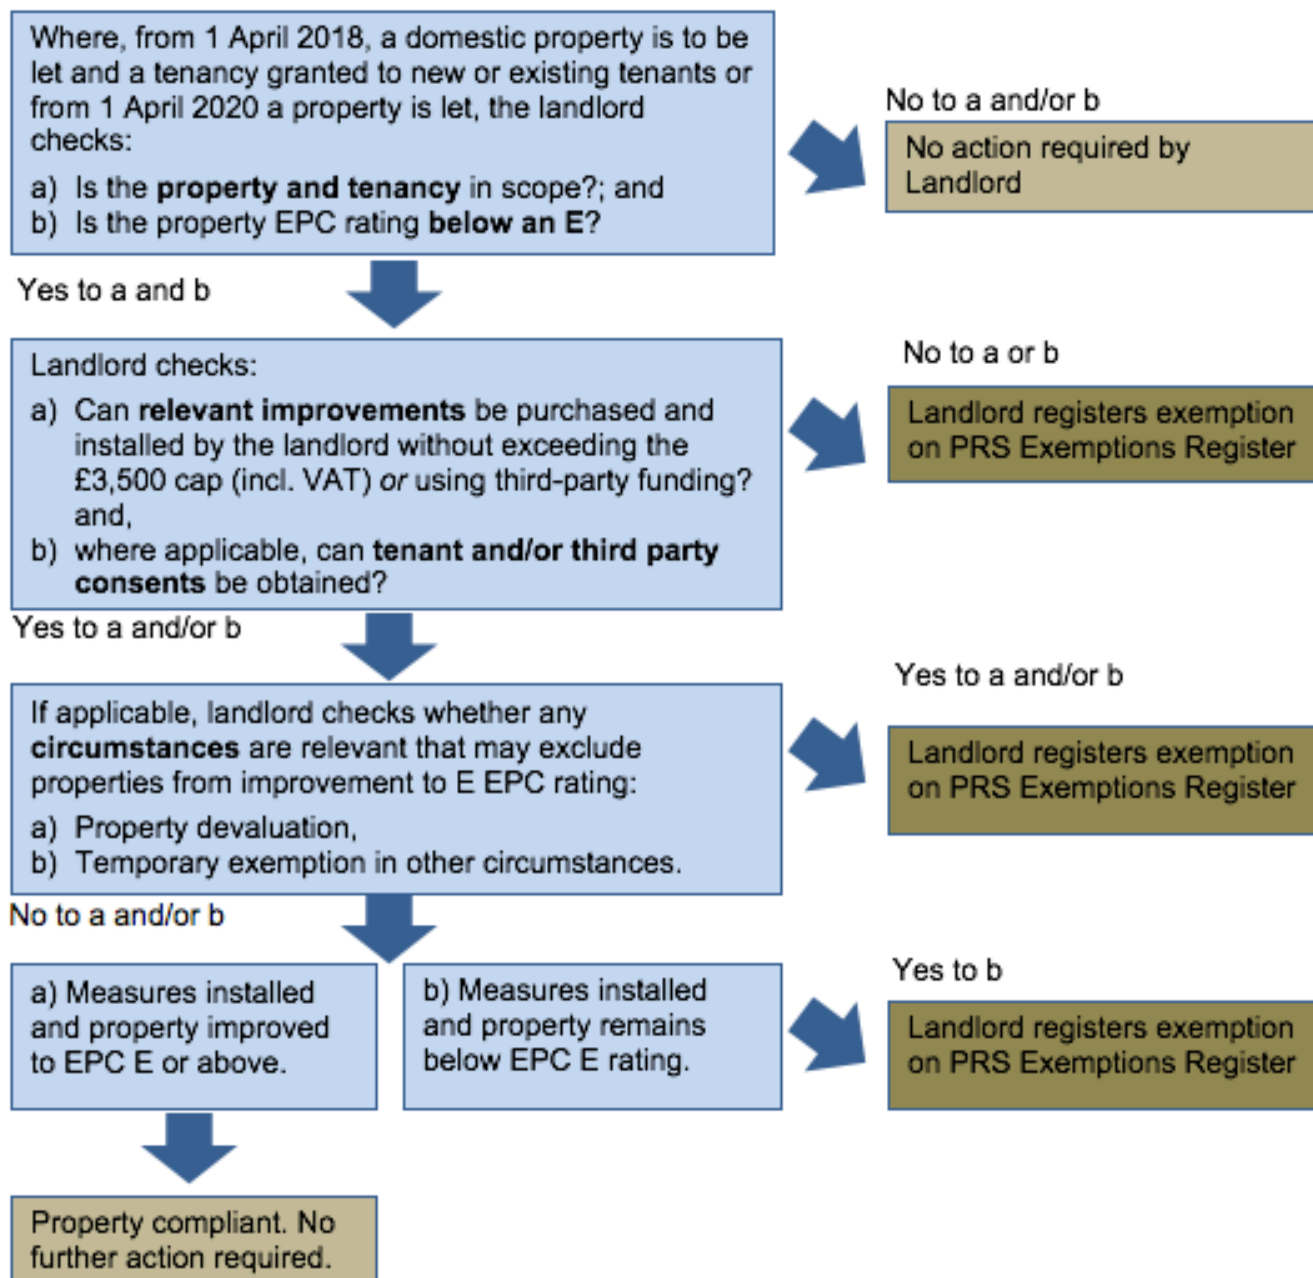 Where, from 1 April 2018, a domestic property is to be
let and a tenancy granted to new or existing tenants or
from 1 April 2020 a property is let, the landlord
checks:
a) Is the property and tenancy in scope?; and
b) Is the property EPC rating below an E?
No to a and/or b
No action required by
Landlord
Yes to a and b
Landlord checks:
a) Can relevant improvements be purchased and
installed by the landlord without exceeding the
£3,500 cap (incl. VAT) or using third-party funding?
and,
b) where applicable, can tenant and/or third party
consents be obtained?
No to a or b
Landlord registers exemption
on PRS Exemptions Register
Yes to a and/or b
If applicable, landlord checks whether any
circumstances are relevant that may exclude
properties from improvement to E EPC rating:
a) Property devaluation,
b) Temporary exemption in other circumstances.
Yes to a and/or b
Landlord registers exemption
on PRS Exemptions Register
No to a and/or b
a) Measures installed
and property improved
to EPC E or above.
b) Measures installed
and property remains
below EPC E rating.
Yes to b
Landlord registers exemption
on PRS Exemptions Register
Property compliant. No
further action required.